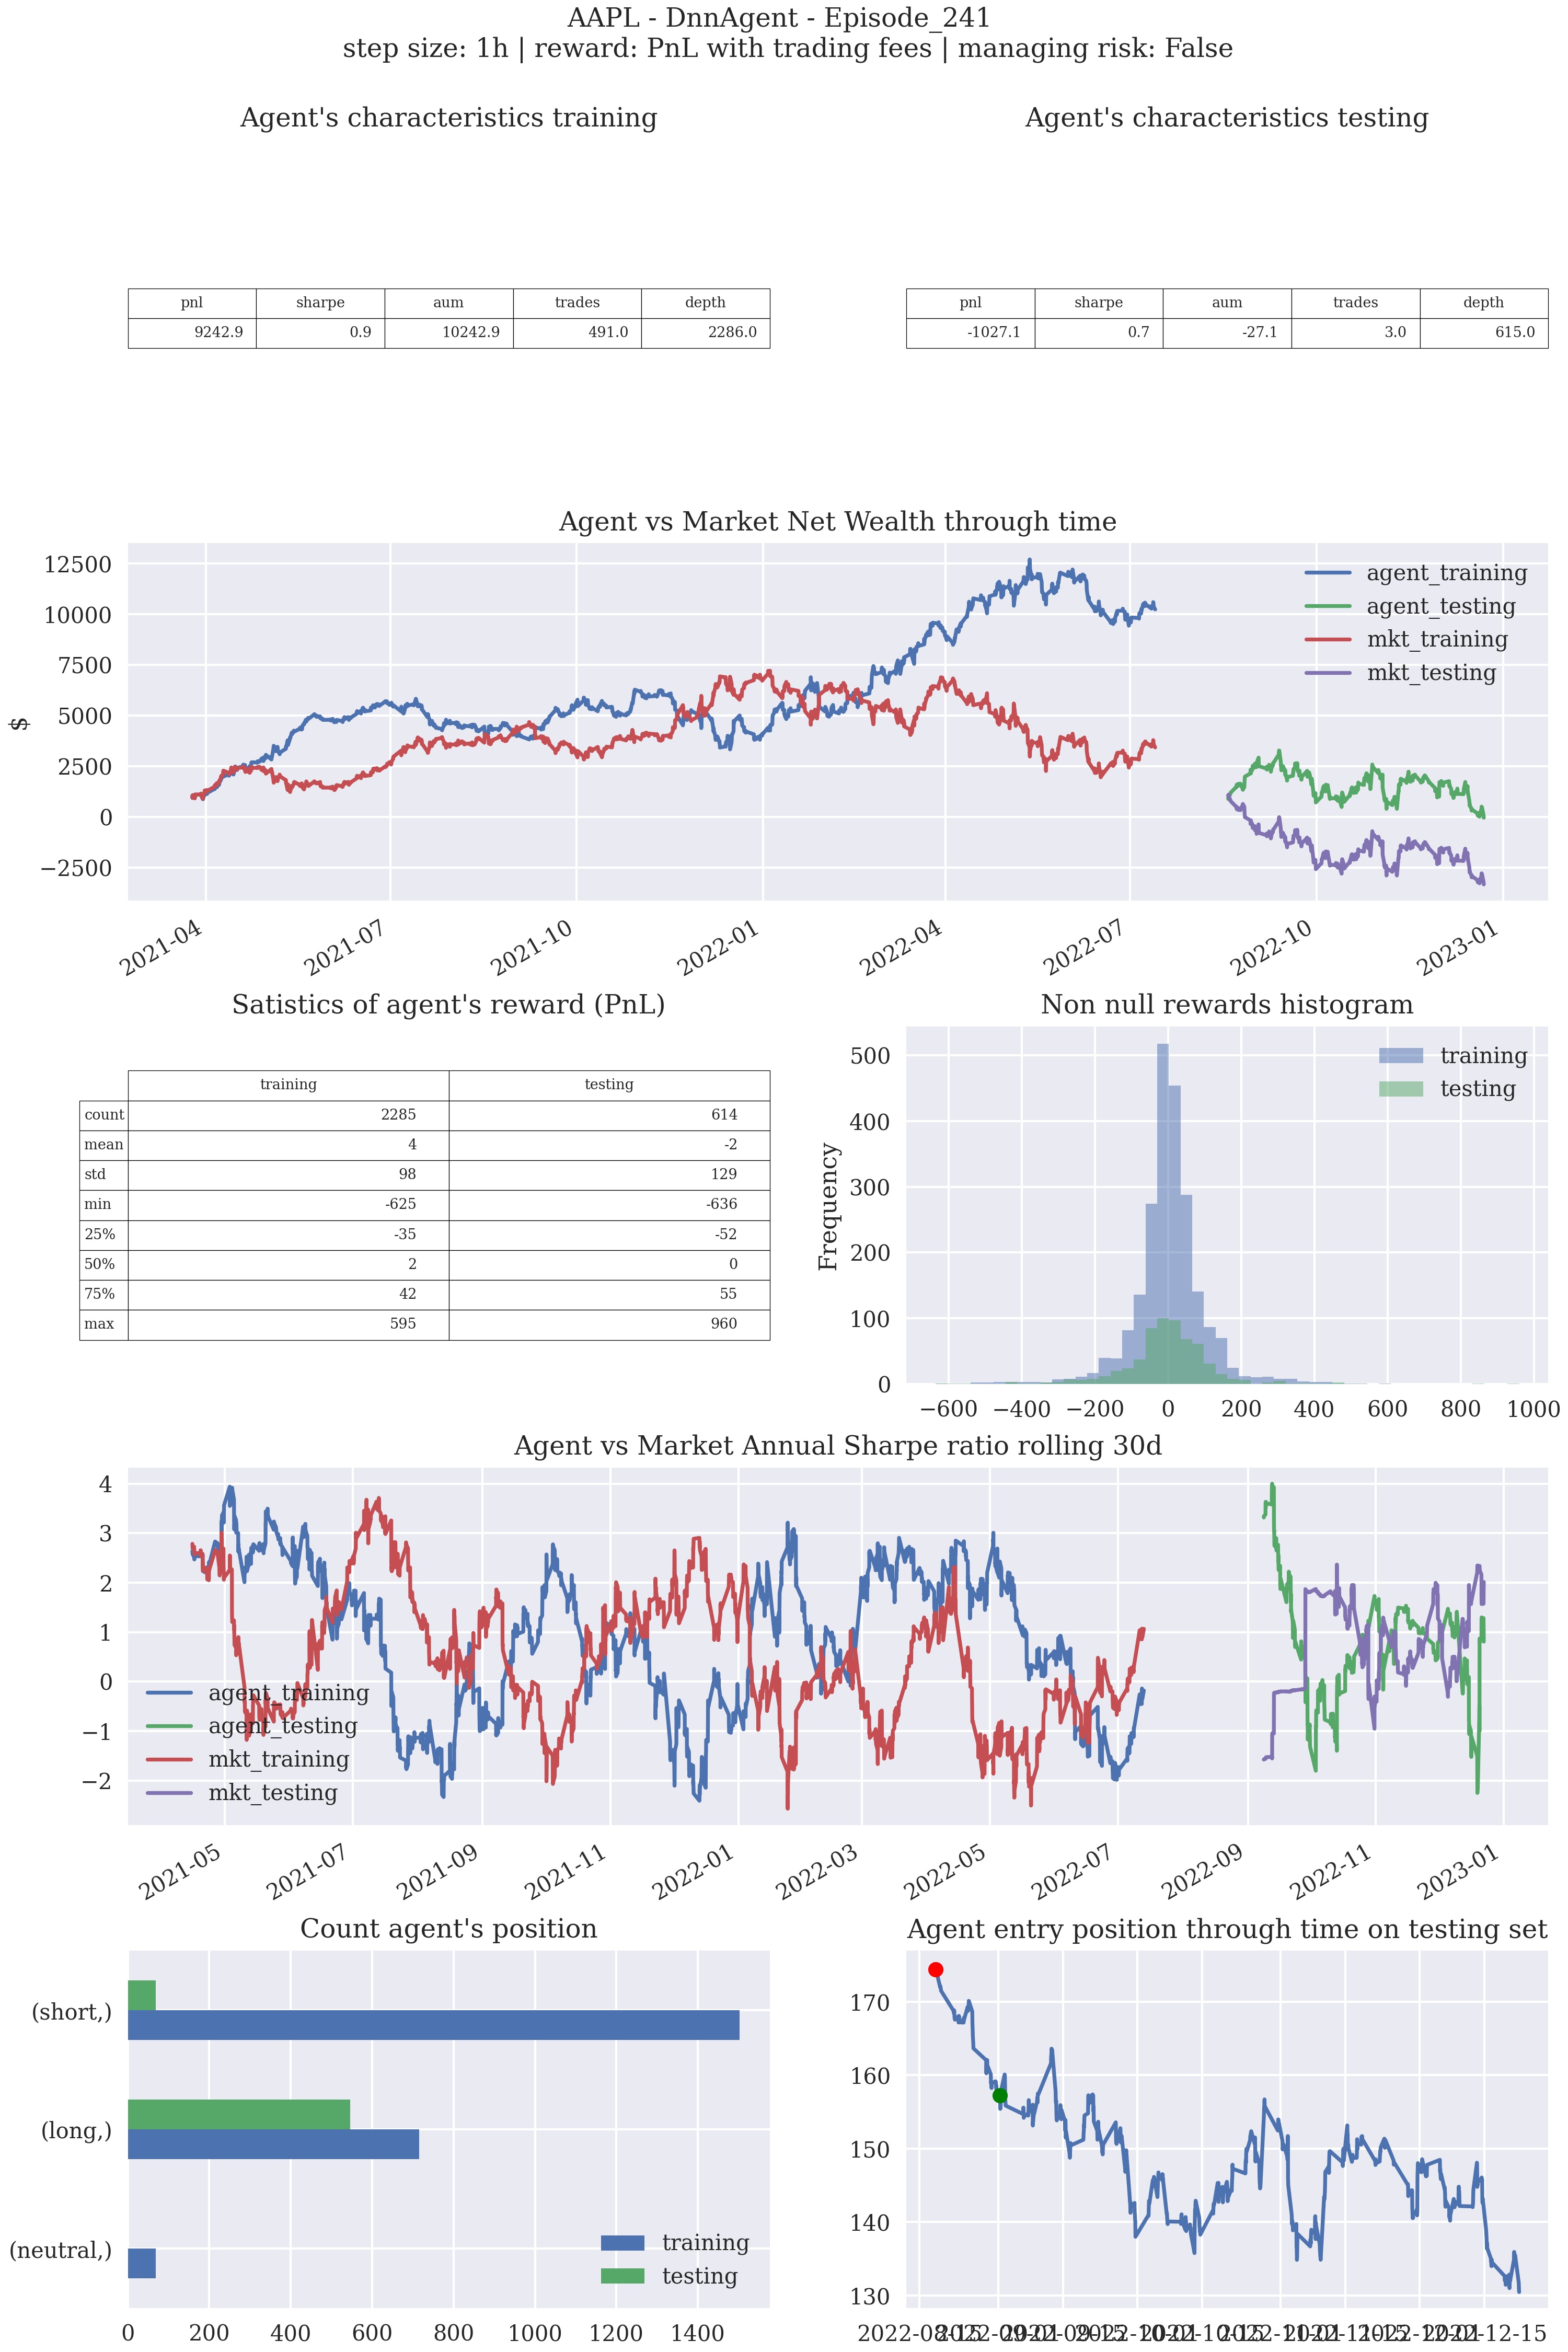 AAPL - DnnAgent - Episode_241
step size: 1h | reward: PnL with trading fees | managing risk: False
Agent's characteristics training
Agent's characteristics testing
pnl sharpe aum trades depth
9242.9 0.9 10242.9 491.0 2286.0
pnl sharpe aum trades depth
-1027.1 0.7 -27.1 3.0 615.0
Agent vs Market Net Wealth through time
12500
10000
7500
5000
2500
0
−2500
$
agent_training
agent_testing
mkt_training
mkt_testing
2021-04 2021-07 2021-10 2022-01 2022-04 2022-07 2022-10 2023-01
Satistics of agent's reward (PnL)
training testing
count 2285 614
mean 4 -2
std 98 129
min -625 -636
25% -35 -52
50% 2 0
75% 42 55
max 595 960
Non null rewards histogram
500
400
300
200
100
0
Frequency
training
testing
−600 −400 −200 0 200 400 600 800 1000
Agent vs Market Annual Sharpe ratio rolling 30d
4
3
2
1
0
−1
−2
agent_training
agent_testing
mkt_training
mkt_testing
2021-05 2021-07 2021-09 2021-11 2022-01 2022-03 2022-05 2022-07 2022-09 2022-11 2023-01
Count agent's position
(short,)
(long,)
(neutral,)
training
testing
0 200 400 600 800 1000 1200 1400
Agent entry position through time on testing set
170
160
150
140
130